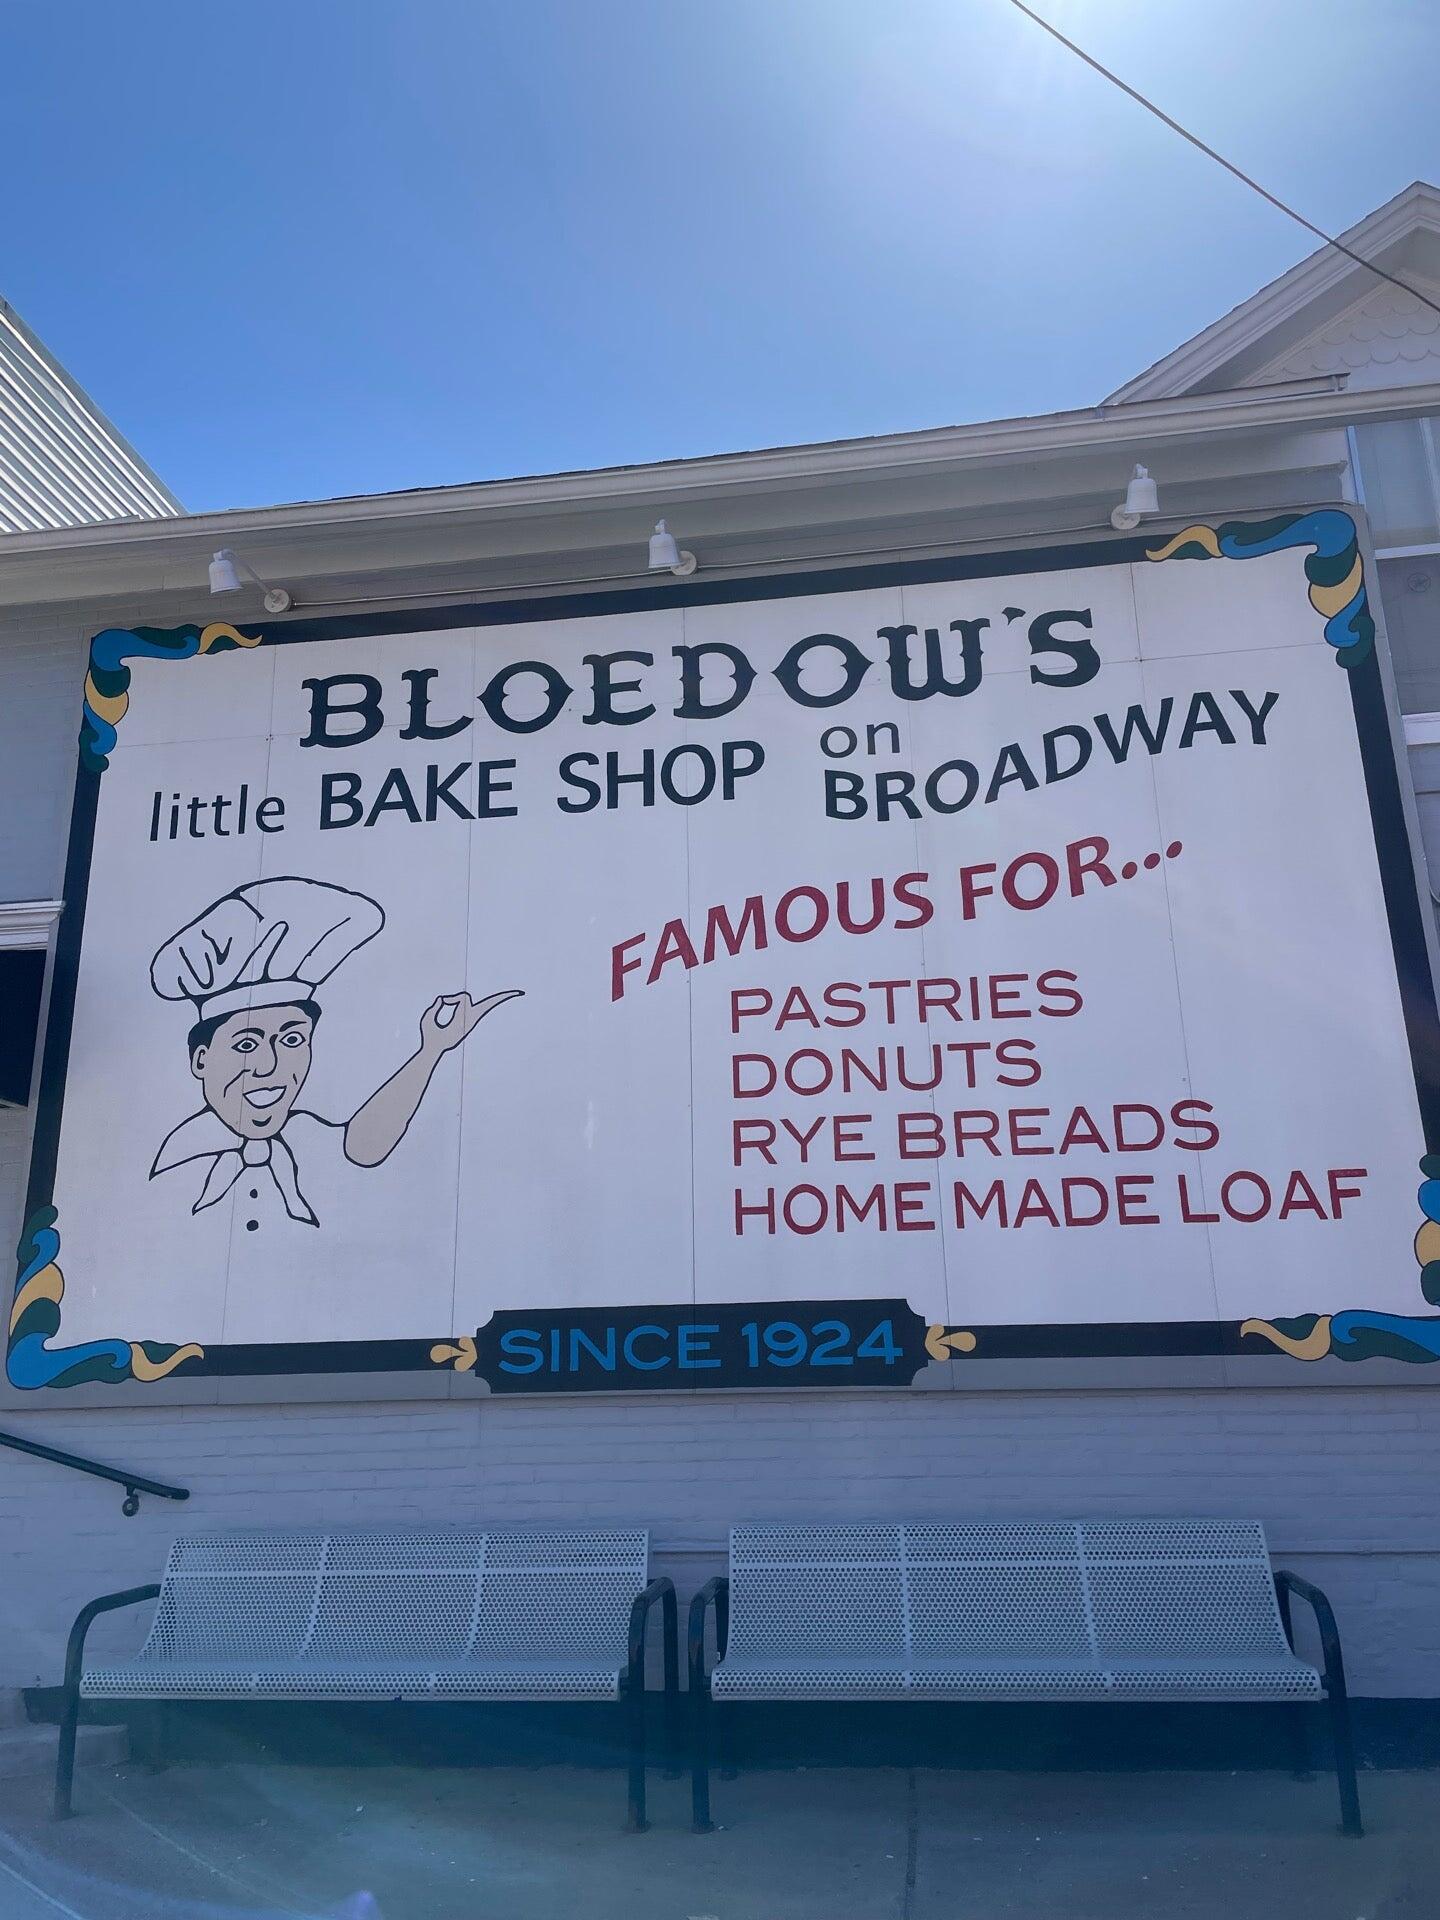 BLOEDOW'S
little BAKE SHOP on BROADWAY
FAMOUS FOR...
PASTRIES
DONUTS
RYE BREADS
HOME MADE LOAF
SINCE 1924